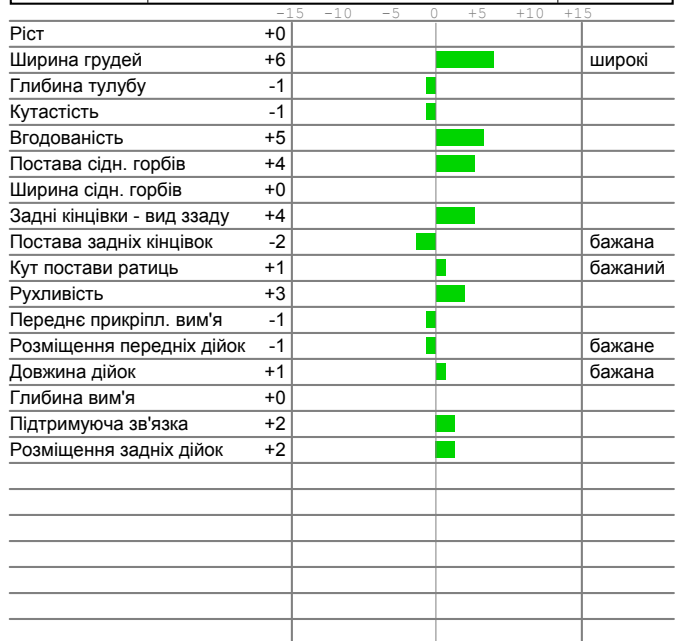 -15 -10 -5 0 +5 +10 +15
Ріст +0
Ширина грудей +6 широкі
Глибина тулубу -1
Кутастість -1
Вгодованість +5
Постава сідн. горбів +4
Ширина сідн. горбів +0
Задні кінцівки - вид ззаду +4
Постава задніх кінцівок -2 бажана
Кут постави ратиць +1 бажаний
Рухливість +3
Переднє прикріпл. вим'я -1
Розміщення передніх дійок -1 бажане
Довжина дійок +1 бажана
Глибина вим'я +0
Підтримуюча зв'язка +2
Розміщення задніх дійок +2